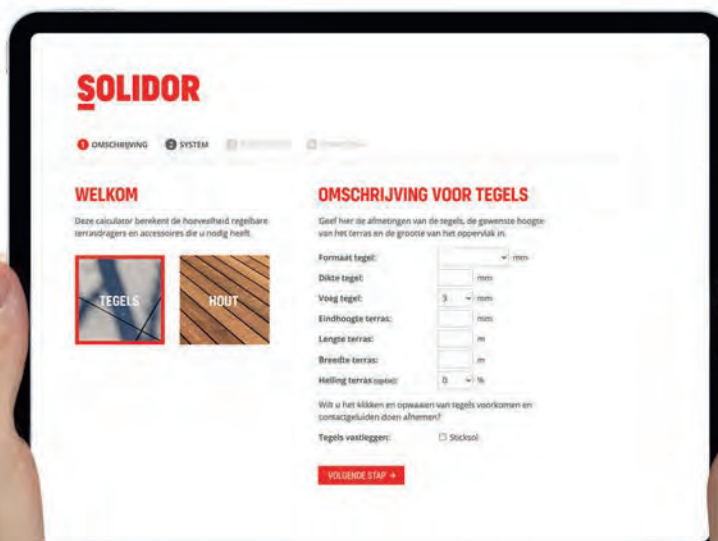 SOLIDOR
1 OMSCHRIJVING 2 SYSTEM
WELKOM
Deze calculator berekent de hoeveelheid regelbare
terrasdragers en accessoires die u nodig heeft.
TEGELS
HOUT
OMSCHRIJVING VOOR TEGELS
Geef hier de afmetingen van de tegels, de gewenste hoogte
van het terras en de grootte van het oppervlak in.
Formaat tegel: mm
Dikte tegel: mm
Voeg tegel: 3 mm
Eindhoogte terras: mm
Lengte terras: m
Breedte terras: m
Helling terras (optie): 0 %
Wilt u het klikken en opwaaien van tegels voorkomen en
contactgeluiden doen afnemen?
Tegels vastleggen: Sticksol
VOLGENDE STAP →